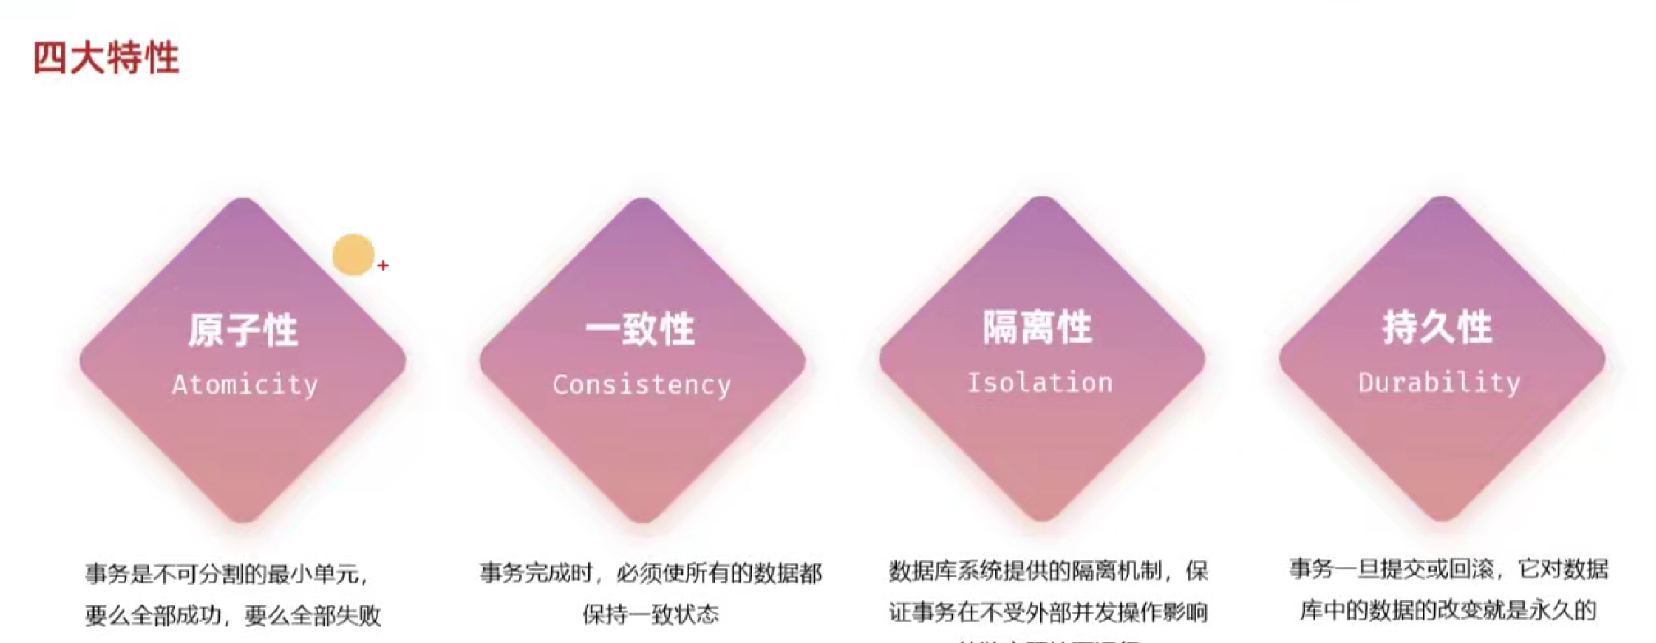 四大特性
原子性
Atomicity
事务是不可分割的最小单元，
要么全部成功，要么全部失败
一致性
Consistency
事务完成时，必须使所有的数据都
保持一致状态
隔离性
Isolation
数据库系统提供的隔离机制，保
证事务在不受外部并发操作影响
持久性
Durability
事务一旦提交或回滚，它对数据
库中的数据的改变就是永久的